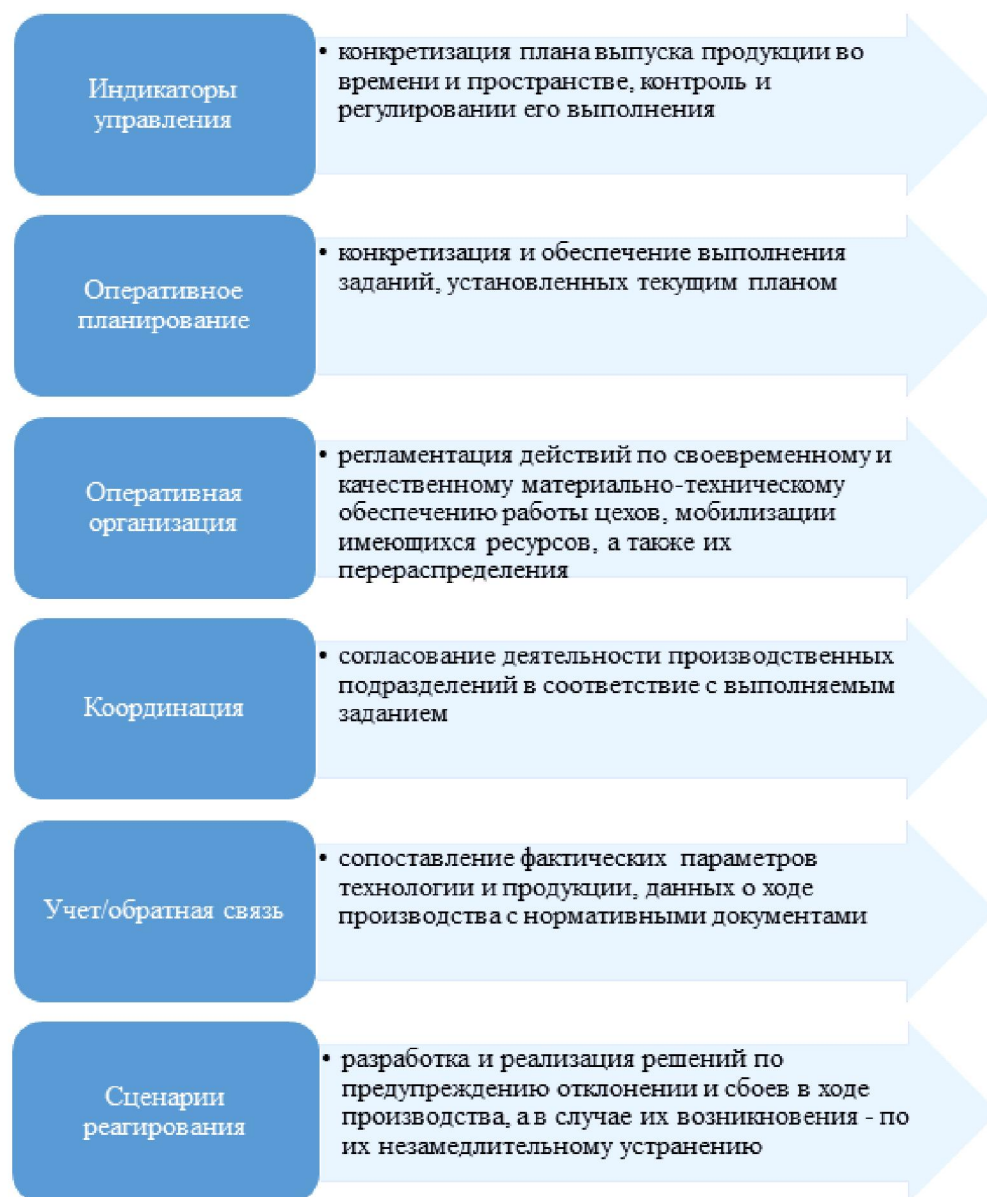 Индикаторы
управления
• конкретизация плана выпуска продукции во
времени и пространстве, контроль и
регулировании его выполнения
Оперативное
планирование
• конкретизация и обеспечение выполнения
заданий, установленных текущим планом
Оперативная
организация
• регламентация действий по своевременному и
качественному материально-техническому
обеспечению работы цехов, мобилизации
имеющихся ресурсов, а также их
перераспределения
Координация
• согласование деятельности производственных
подразделений в соответствие с выполняемым
заданием
Учет/обратная связь
• сопоставление фактических параметров
технологии и продукции, данных о ходе
производства с нормативными документами
Сценарии
реагирования
• разработка и реализация решений по
предупреждению отклонении и сбоев в ходе
производства, а в случае их возникновения - по
их незамедлительному устранению